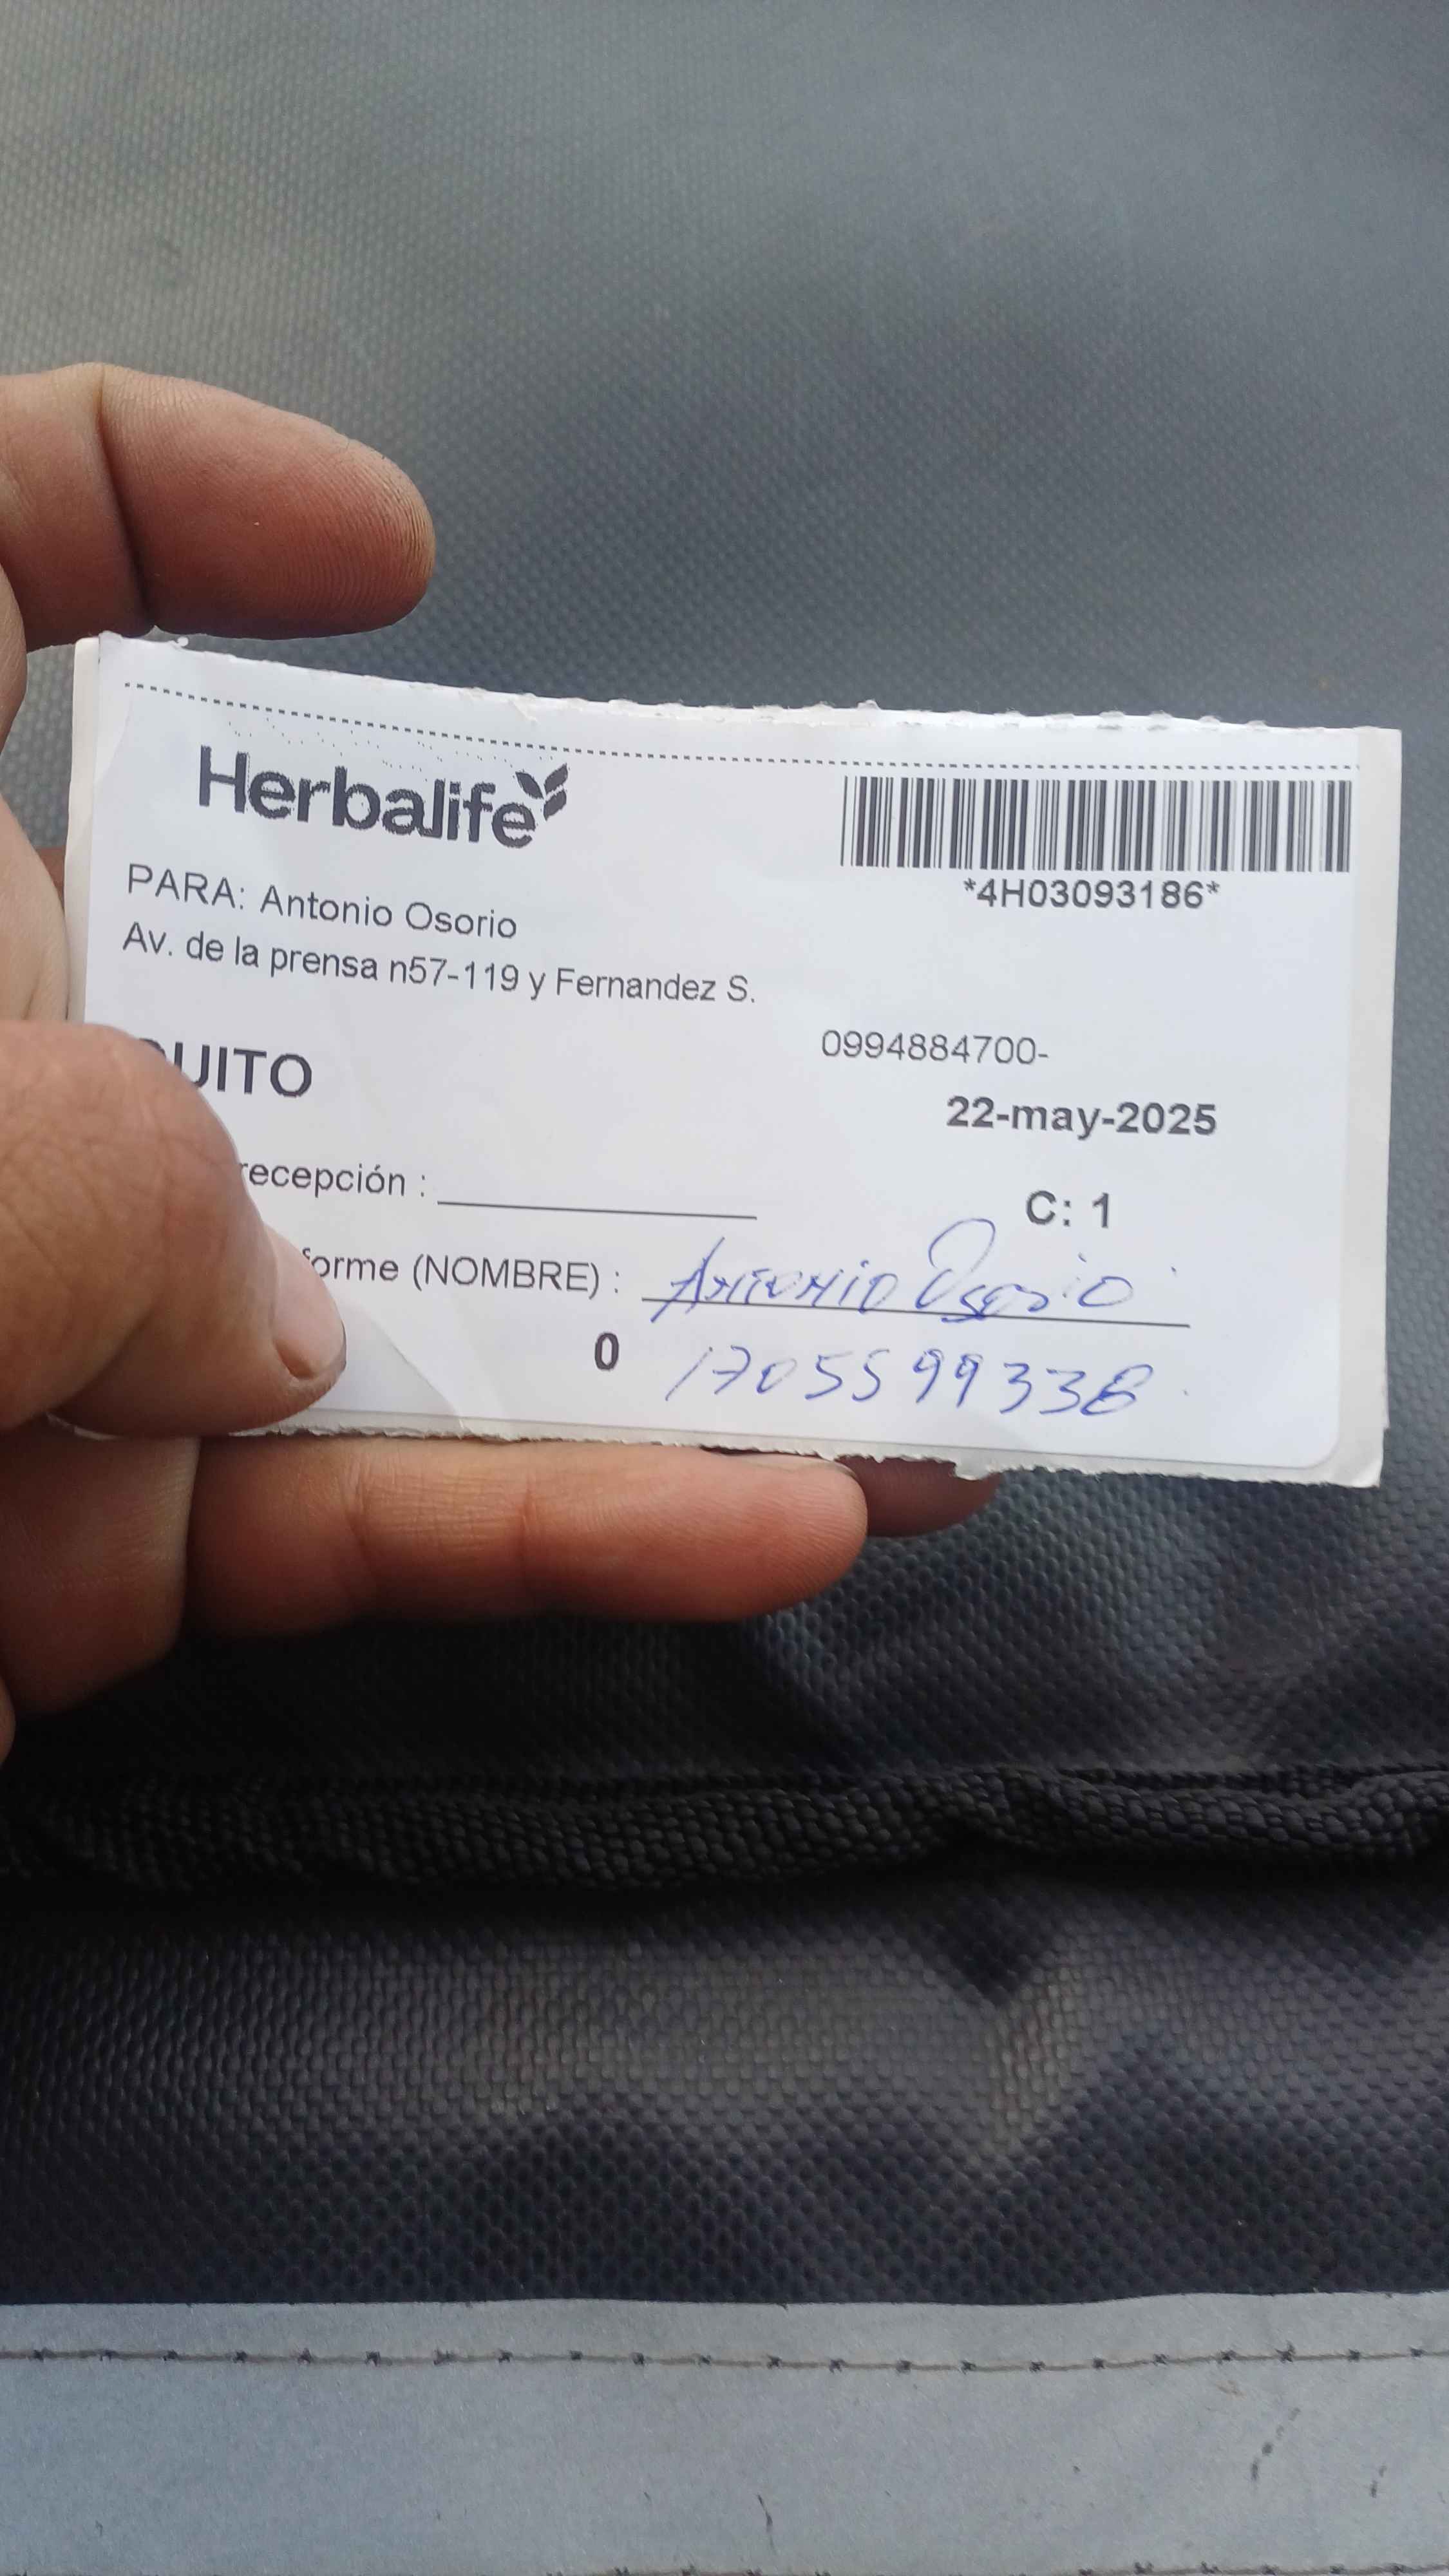 Herbalife
*4H03093186*
PARA: Antonio Osorio
Av. de la prensa n57-119 y Fernandez S.
0994884700-
QUITO
22-may-2025
recepción :
C: 1
forme (NOMBRE) : Antonio Osorio
0 1705599338